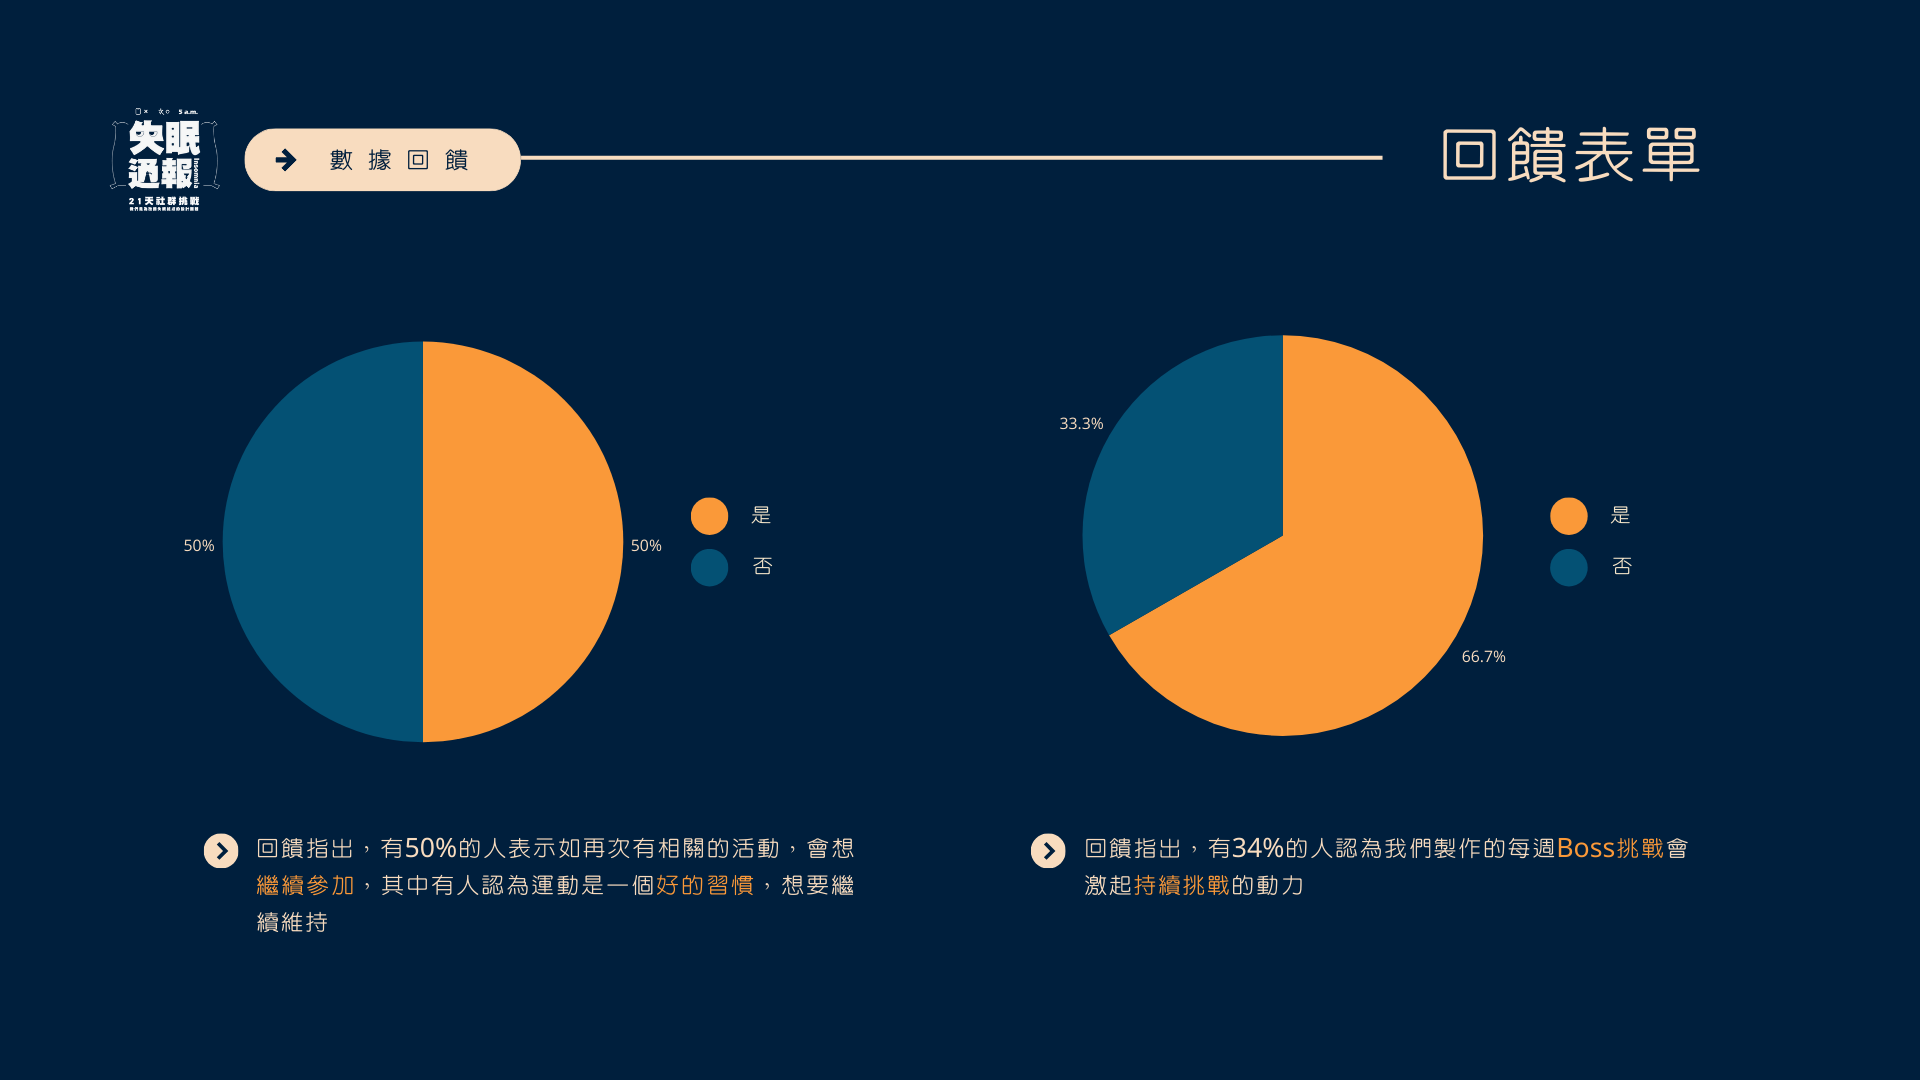 失眠
通報
Insomnia
21天社群挑戰
數據回饋
回饋表單
50%
50%
是
否
33.3%
66.7%
是
否
回饋指出，有50%的人表示如再次有相關的活動，會想
繼續參加，其中有人認為運動是一個好的習慣，想要繼
續維持
回饋指出，有34%的人認為我們製作的每週Boss挑戰會
激起持續挑戰的動力